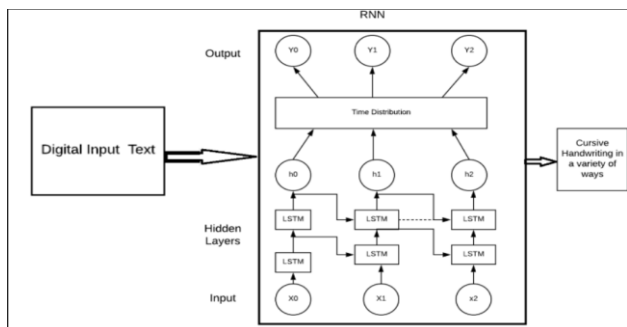 RNN
Output
Y0
Y1
Y2
Time Distribution
Digital Input Text
Cursive
Handwriting in
a variety of
ways
h0
h1
h2
LSTM
LSTM
LSTM
Hidden
Layers
LSTM
LSTM
LSTM
Input
X0
X1
x2